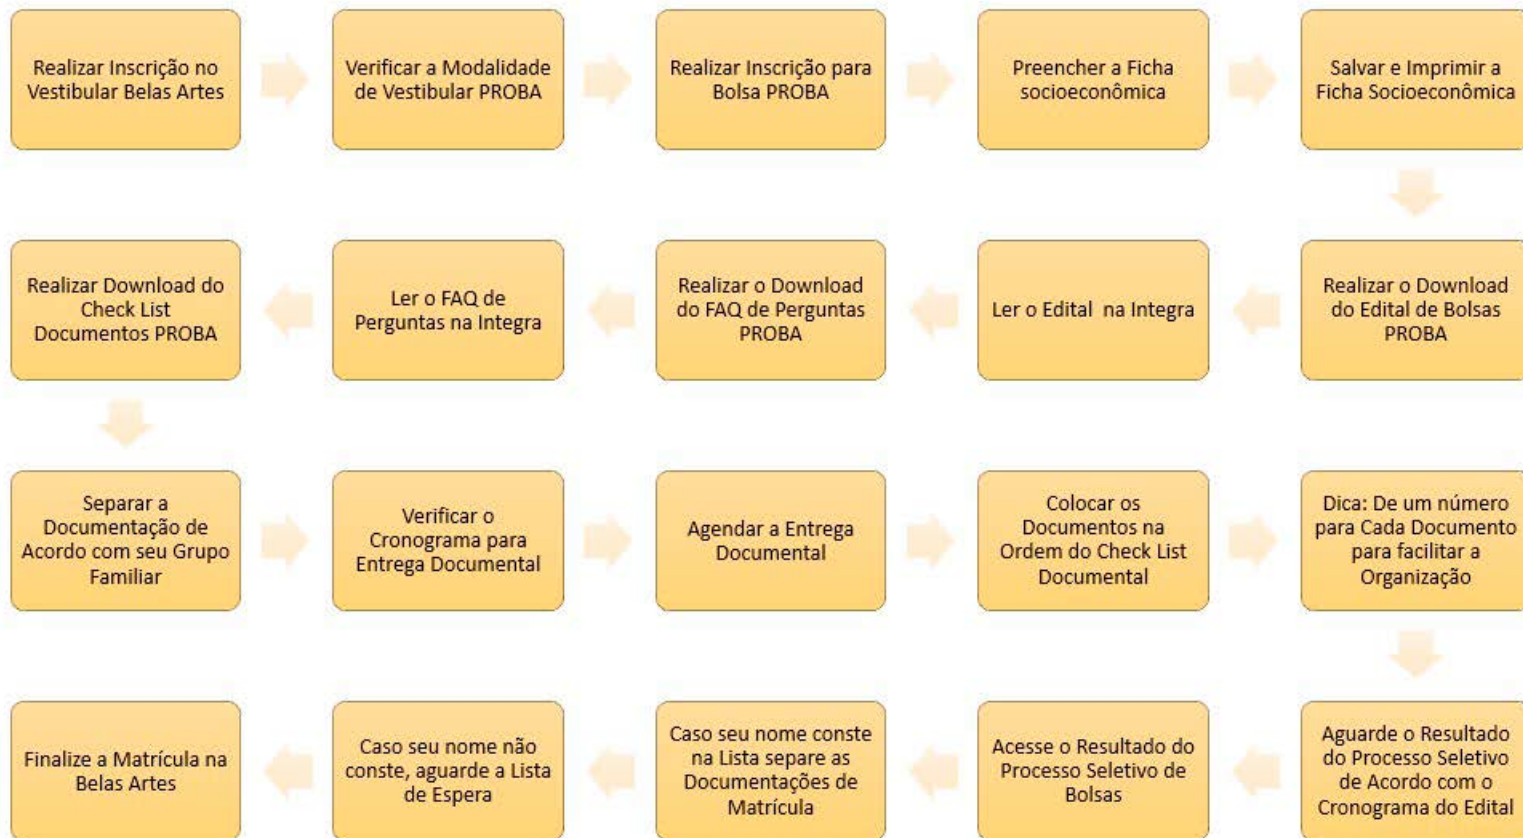 Realizar Inscrição no
Vestibular Belas Artes
Verificar a Modalidade
de Vestibular PROBA
Realizar Inscrição para
Bolsa PROBA
Preencher a Ficha
socioeconômica
Salvar e Imprimir a
Ficha Socioeconômica
Realizar o Download
do Edital de Bolsas
PROBA
Ler o Edital na Integra
Realizar o Download
do FAQ de Perguntas
PROBA
Ler o FAQ de
Perguntas na Integra
Realizar Download do
Check List
Documentos PROBA
Separar a
Documentação de
Acordo com seu Grupo
Familiar
Verificar o
Cronograma para
Entrega Documental
Agendar a Entrega
Documental
Colocar os
Documentos na
Ordem do Check List
Documental
Dica: De um número
para Cada Documento
para facilitar a
Organização
Aguarde o Resultado
do Processo Seletivo
de Acordo com o
Cronograma do Edital
Acesse o Resultado do
Processo Seletivo de
Bolsas
Caso seu nome conste
na Lista separe as
Documentações de
Matrícula
Caso seu nome não
conste, aguarde a Lista
de Espera
Finalize a Matrícula na
Belas Artes